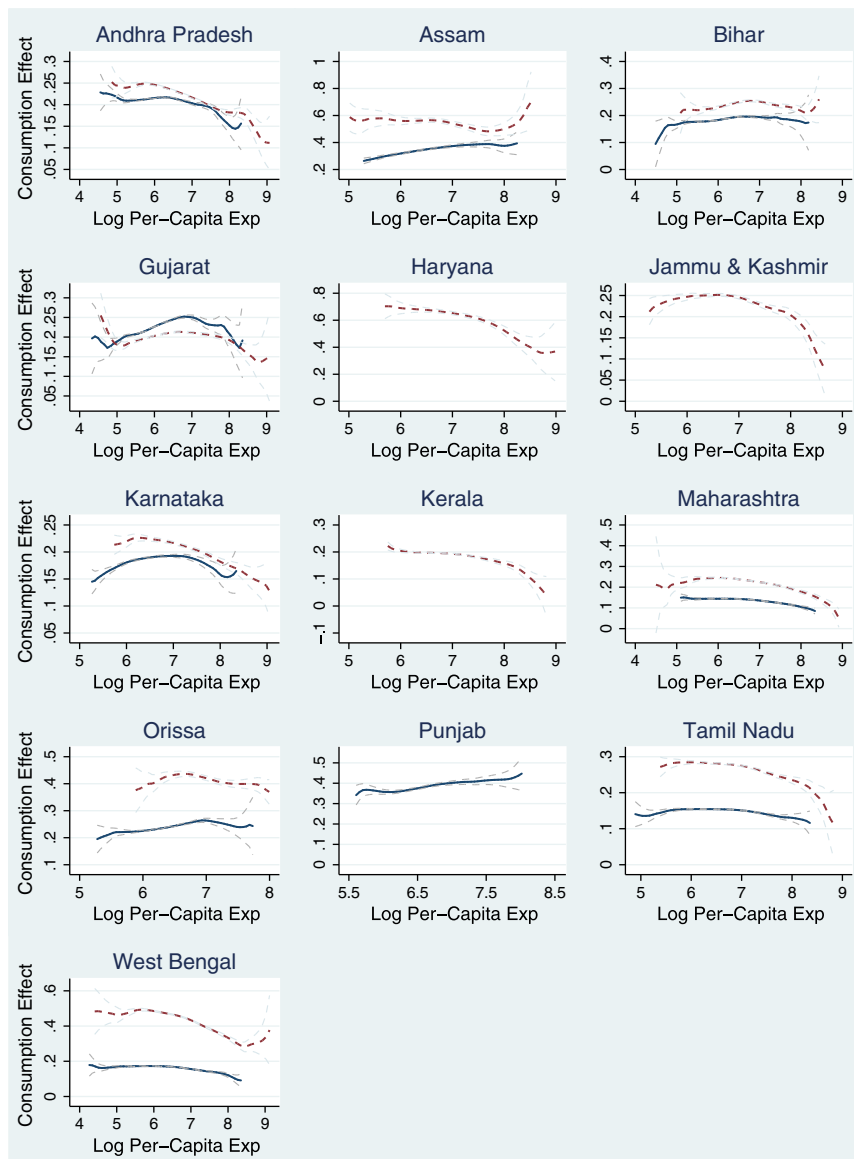 Andhra Pradesh
Assam
Bihar
Consumption Effect
.05 .1 .15 .2 .25 .3
.2 .4 .6 .8 1
0 .1 .2 .3 .4
4 5 6 7 8 9
5 6 7 8 9
4 5 6 7 8 9
Log Per-Capita Exp
Log Per-Capita Exp
Log Per-Capita Exp
Gujarat
Haryana
Jammu & Kashmir
Consumption Effect
.05 .1 .15 .2 .25 .3
0 .2 .4 .6 .8
0 .05 .1 .15 .2 .25
4 5 6 7 8 9
5 6 7 8 9
5 6 7 8 9
Log Per-Capita Exp
Log Per-Capita Exp
Log Per-Capita Exp
Karnataka
Kerala
Maharashtra
Consumption Effect
.05 .1 .15 .2 .25
-.1 0 .1 .2 .3
0 .1 .2 .3 .4 .5
5 6 7 8 9
5 6 7 8 9
4 5 6 7 8 9
Log Per-Capita Exp
Log Per-Capita Exp
Log Per-Capita Exp
Orissa
Punjab
Tamil Nadu
Consumption Effect
.1 .2 .3 .4 .5
0 .1 .2 .3 .4 .5
0 .1 .2 .3
5 6 7 8
5.5 6.5 7.5 8.5
5 6 7 8 9
Log Per-Capita Exp
Log Per-Capita Exp
Log Per-Capita Exp
West Bengal
Consumption Effect
0 .2 .4 .6
4 5 6 7 8 9
Log Per-Capita Exp